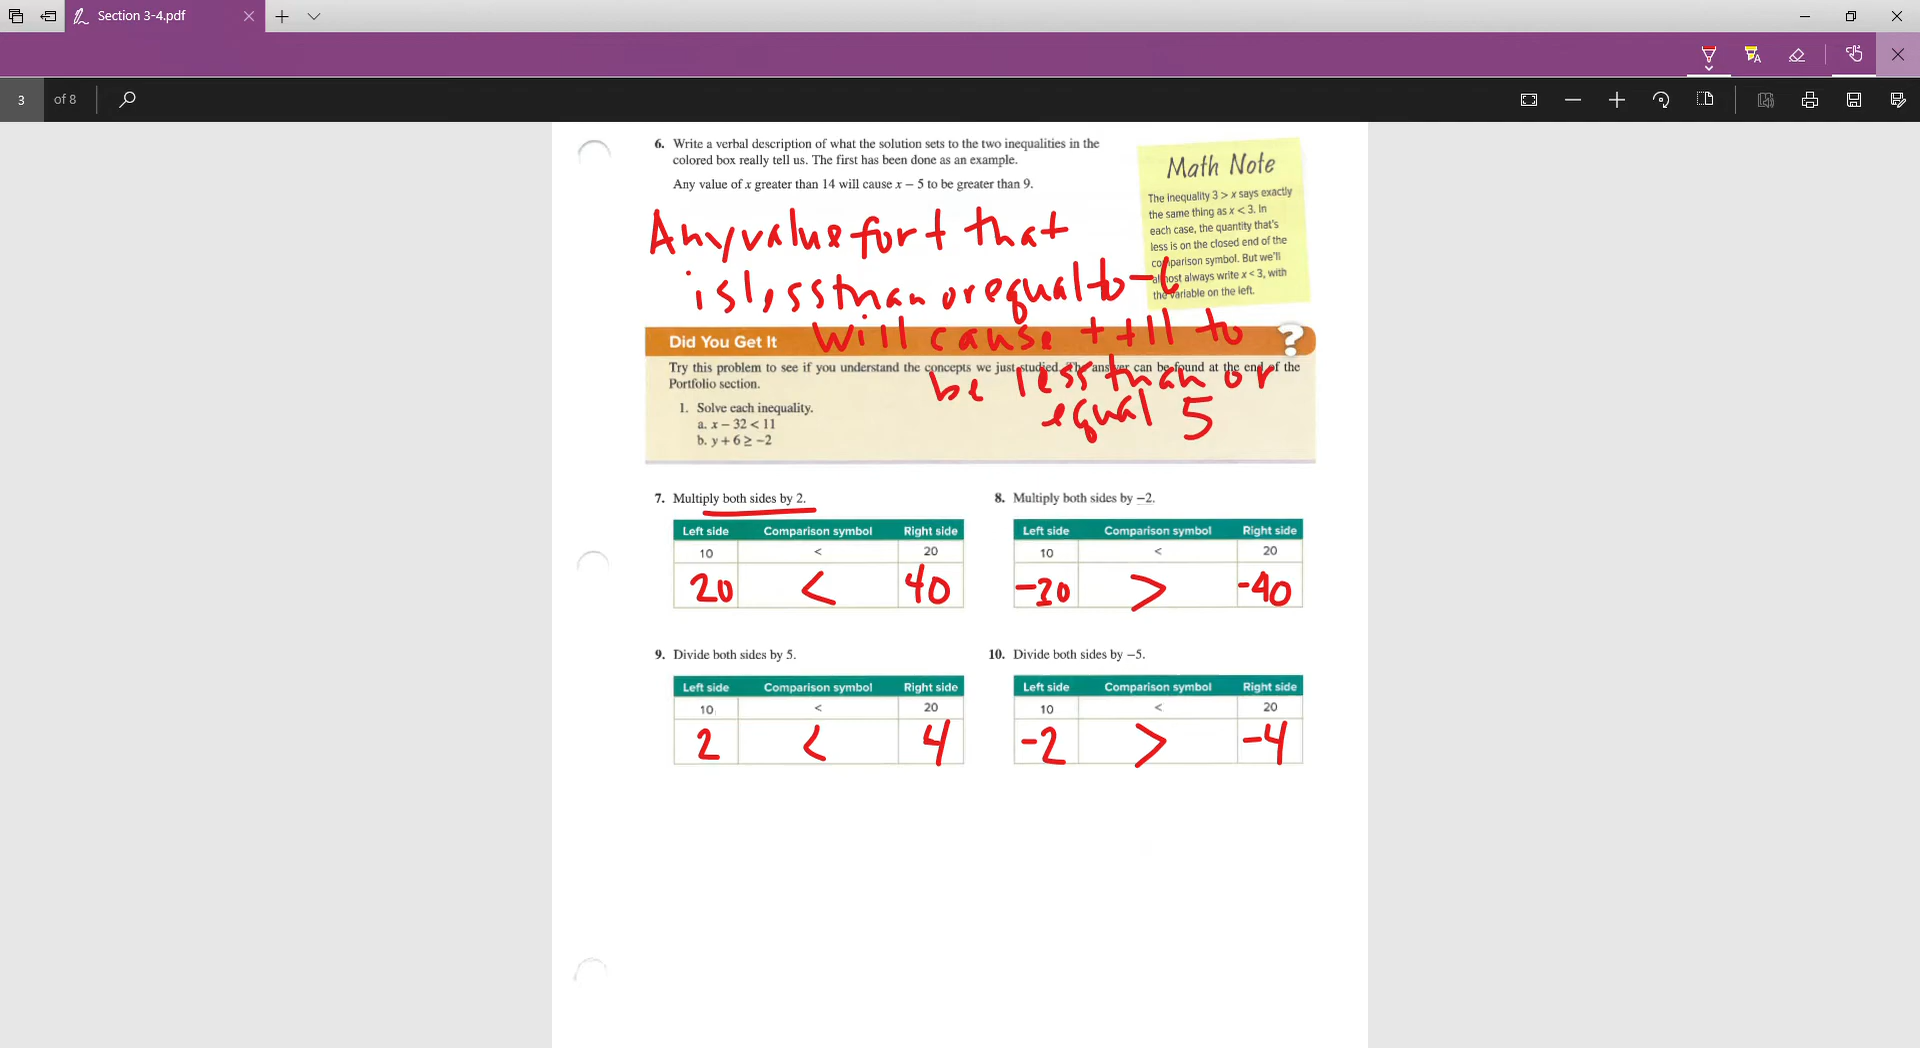 Section 3-4.pdf
3 of 8
6. Write a verbal description of what the solution sets to the two inequalities in the
colored box really tell us. The first has been done as an example.
Any value of x greater than 14 will cause x – 5 to be greater than 9.
Any value for t that
is less than or equal to -6
will cause t + 11 to
be less than or
equal 5
Math Note
The inequality 3 > x says exactly
the same thing as x < 3. In
each case, the quantity that's
less is on the closed end of the
comparison symbol. But we'll
almost always write x < 3, with
the variable on the left.
Did You Get It
?
Try this problem to see if you understand the concepts we just studied. The answer can be found at the end of the
Portfolio section.
1. Solve each inequality.
a. x – 32 < 11
b. y + 6 ≥ –2
7. Multiply both sides by 2.
Left side Comparison symbol Right side
10 < 20
20 < 40
8. Multiply both sides by –2.
Left side Comparison symbol Right side
10 < 20
-20 > -40
9. Divide both sides by 5.
Left side Comparison symbol Right side
10 < 20
2 < 4
10. Divide both sides by –5.
Left side Comparison symbol Right side
10 < 20
-2 > -4